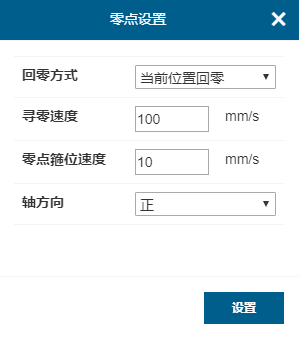 零点设置
回零方式 当前位置回零
寻零速度 100 mm/s
零点箍位速度 10 mm/s
轴方向 正
设置